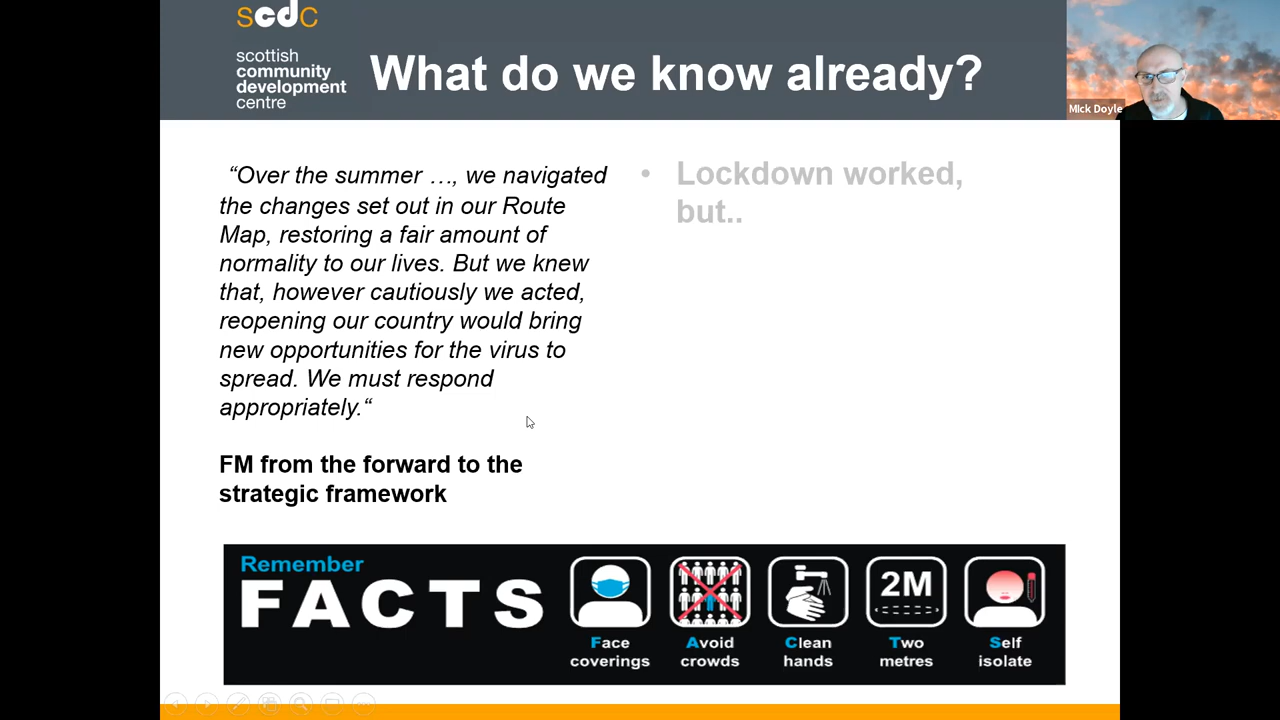 scdc
scottish
community
development
centre
What do we know already?
Mick Doyle
“Over the summer …, we navigated
the changes set out in our Route
Map, restoring a fair amount of
normality to our lives. But we knew
that, however cautiously we acted,
reopening our country would bring
new opportunities for the virus to
spread. We must respond
appropriately.“
FM from the forward to the
strategic framework
• Lockdown worked,
but..
Remember
FACTS
Face
coverings
Avoid
crowds
Clean
hands
2M
Two
metres
Self
isolate